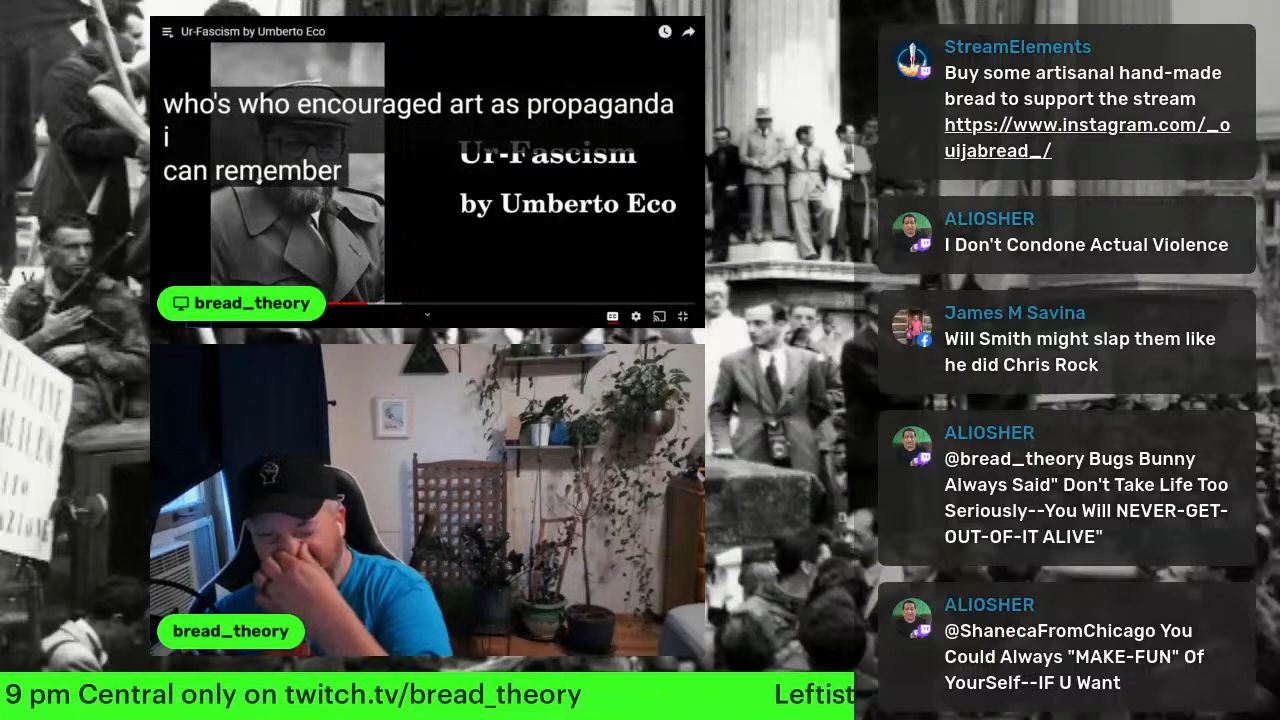 Ur-Fascism by Umberto Eco
who's who encouraged art as propaganda
i
can remember
Ur-Fascism
by Umberto Eco
bread_theory
bread_theory
9 pm Central only on twitch.tv/bread_theory
Leftist
StreamElements
Buy some artisanal hand-made
bread to support the stream
https://www.instagram.com/_o
uijabread_/
ALIOSHER
I Don't Condone Actual Violence
James M Savina
Will Smith might slap them like
he did Chris Rock
ALIOSHER
@bread_theory Bugs Bunny
Always Said" Don't Take Life Too
Seriously--You Will NEVER-GET-
OUT-OF-IT ALIVE"
ALIOSHER
@ShanecaFromChicago You
Could Always "MAKE-FUN" Of
YourSelf--IF U Want